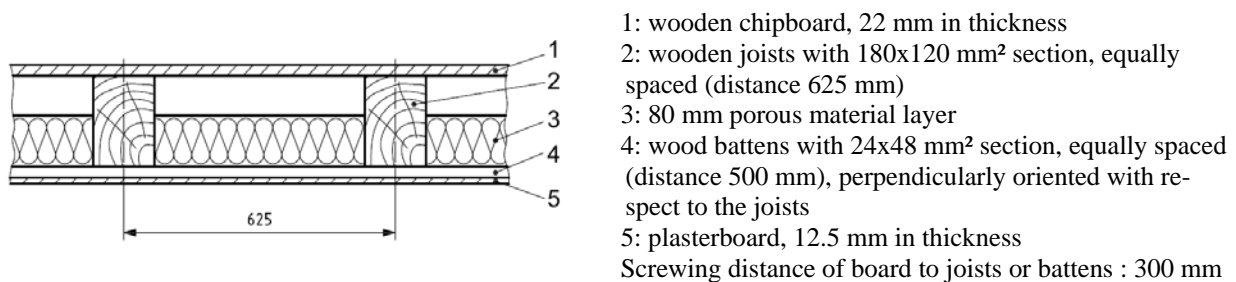 1
2
3
4
5
625
1: wooden chipboard, 22 mm in thickness
2: wooden joists with 180x120 mm² section, equally
spaced (distance 625 mm)
3: 80 mm porous material layer
4: wood battens with 24x48 mm² section, equally spaced
(distance 500 mm), perpendicularly oriented with re-
spect to the joists
5: plasterboard, 12.5 mm in thickness
Screwing distance of board to joists or battens : 300 mm